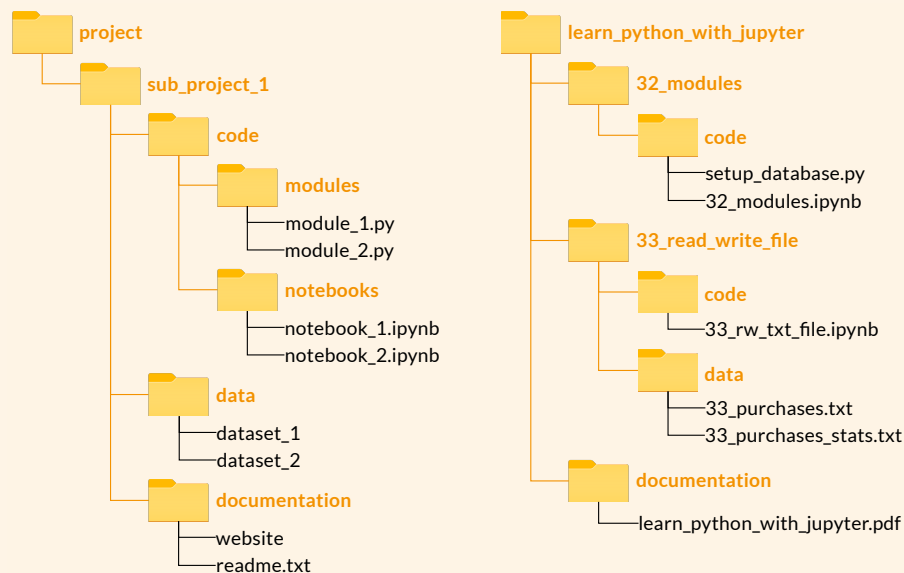 project
sub_project_1
code
modules
module_1.py
module_2.py
notebooks
notebook_1.ipynb
notebook_2.ipynb
data
dataset_1
dataset_2
documentation
website
readme.txt
learn_python_with_jupyter
32_modules
code
setup_database.py
32_modules.ipynb
33_read_write_file
code
33_rw_txt_file.ipynb
data
33_purchases.txt
33_purchases_stats.txt
documentation
learn_python_with_jupyter.pdf